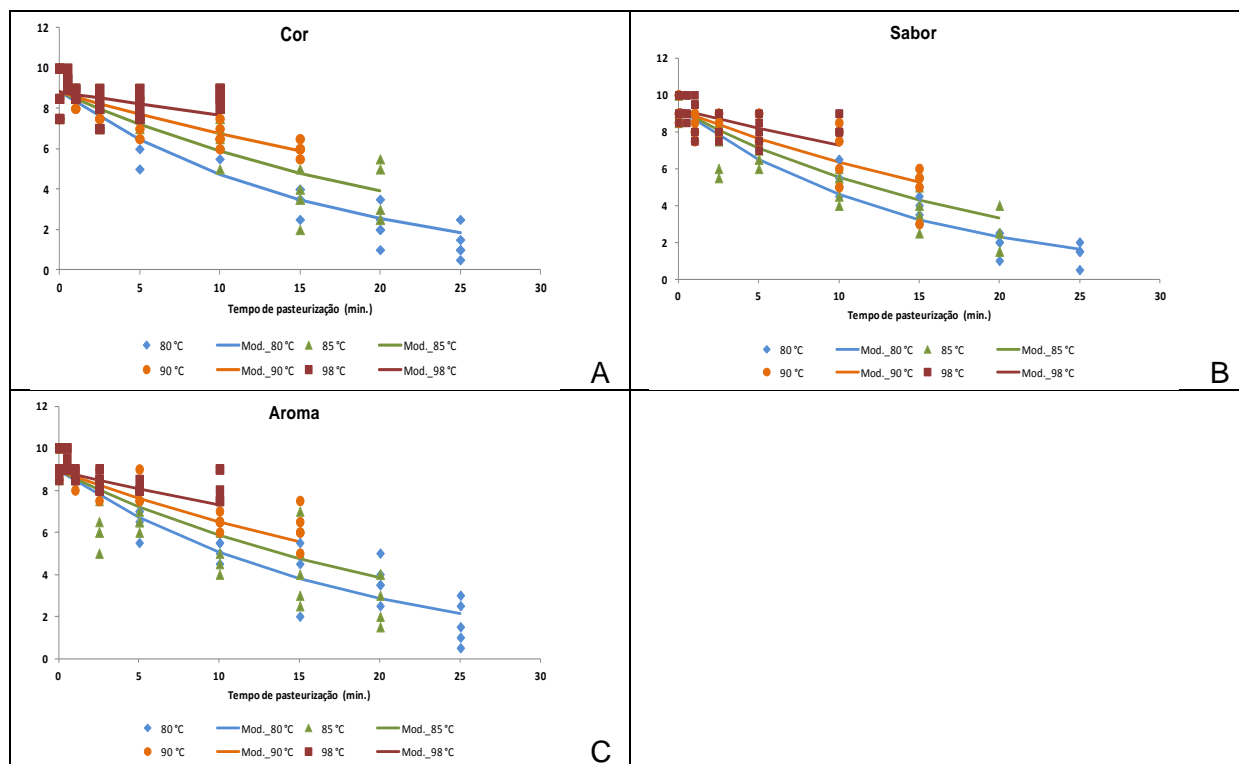 Cor
12
10
8
6
4
2
0
0 5 10 15 20 25 30
Tempo de pasteurização (min.)
80 °C Mod._80 °C 85 °C Mod._85 °C
90 °C Mod._90 °C 98 °C Mod._98 °C
A
Sabor
12
10
8
6
4
2
0
0 5 10 15 20 25 30
Tempo de pasteurização (min.)
80 °C Mod._80 °C 85 °C Mod._85 °C
90 °C Mod._90 °C 98 °C Mod._98 °C
B
Aroma
12
10
8
6
4
2
0
0 5 10 15 20 25 30
Tempo de pasteurização (min.)
80 °C Mod._80 °C 85 °C Mod._85 °C
90 °C Mod._90 °C 98 °C Mod._98 °C
C